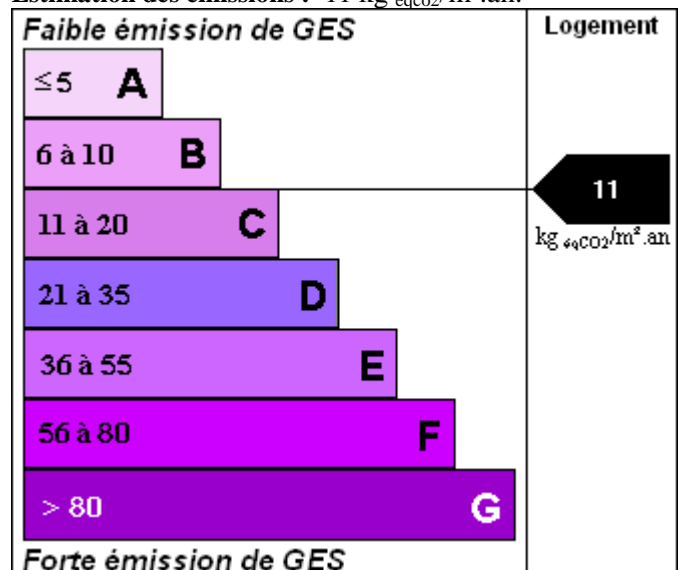 Estimation des émissions : 11 kg éqCO2/m².an.
Faible émission de GES
Logement
≤5 A
6 à 10 B
11
11 à 20 C
kg éqCO2/m².an
21 à 35 D
36 à 55 E
56 à 80 F
> 80 G
Forte émission de GES